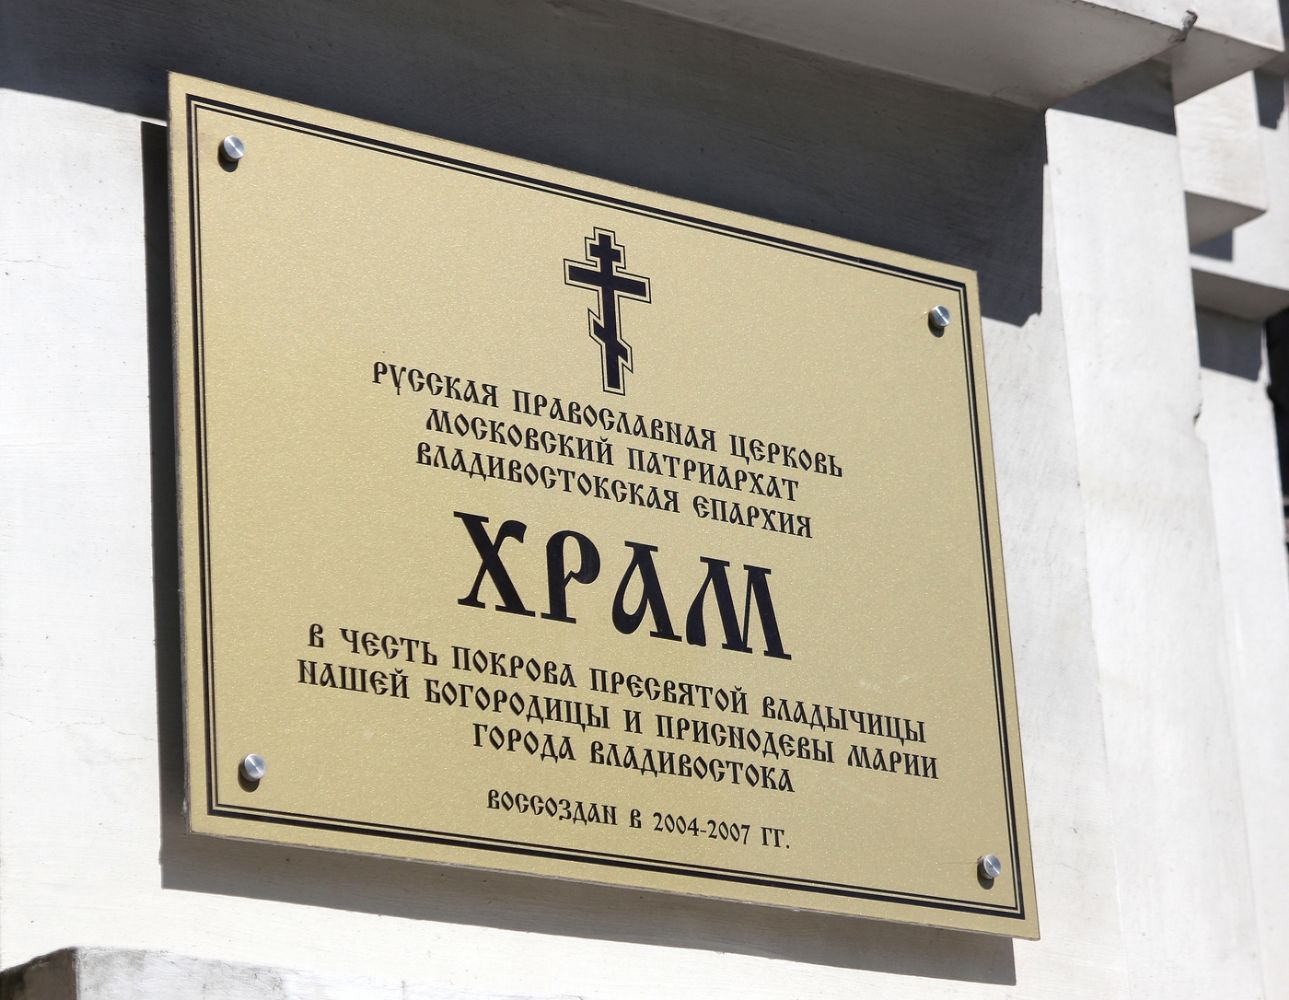 РУССКАЯ ПРАВОСЛАВНАЯ ЦЕРКОВЬ
МОСКОВСКИЙ ПАТРИАРХАТ
ВЛАДИВОСТОКСКАЯ ЕПАРХИЯ
ХРАМ
В ЧЕСТЬ ПОКРОВА ПРЕСВЯТОЙ ВЛАДЫЧИЦЫ
НАШЕЙ БОГОРОДИЦЫ И ПРИСНОДЕВЫ МАРИИ
ГОРОДА ВЛАДИВОСТОКА
ВОССОЗДАН В 2004-2007 ГГ.